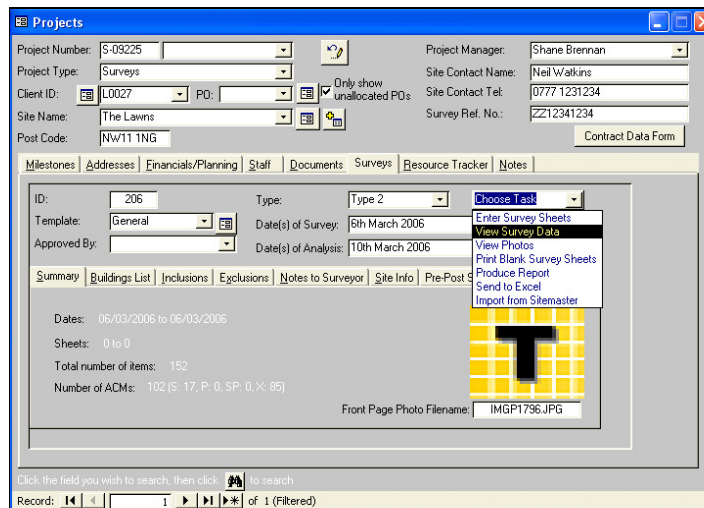 Projects
Project Number: S-09225
Project Manager: Shane Brennan
Project Type: Surveys
Site Contact Name: Neil Watkins
Client ID: L0027 PO: Only show unallocated POs
Site Contact Tel: 0777 1231234
Site Name: The Lawns
Survey Ref. No.: ZZ12341234
Post Code: NW11 1NG
Contract Data Form
Milestones Addresses Financials/Planning Staff Documents Surveys Resource Tracker Notes
ID: 206 Type: Type 2 Choose Task
Template: General Date(s) of Survey: 6th March 2006
Approved By: Date(s) of Analysis: 10th March 2006
Enter Survey Sheets
View Survey Data
View Photos
Print Blank Survey Sheets
Produce Report
Send to Excel
Import from Sitemaster
Summary Buildings List Inclusions Exclusions Notes to Surveyor Site Info Pre-Post S
Dates: 06/03/2006 to 06/03/2006
Sheets: 0 to 0
Total number of items: 152
Number of ACMs: 102 (S: 17, P: 0, SP: 0, X: 85)
T
Front Page Photo Filename: IMGP1796.JPG
Click the field you wish to search, then click to search
Record: 1 of 1 (Filtered)